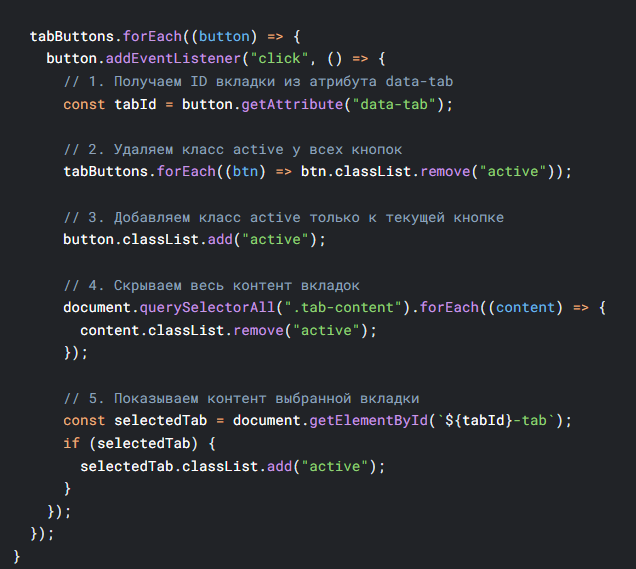 tabButtons.forEach((button) => {
button.addEventListener("click", () => {
// 1. Получаем ID вкладки из атрибута data-tab
const tabId = button.getAttribute("data-tab");
// 2. Удаляем класс active у всех кнопок
tabButtons.forEach((btn) => btn.classList.remove("active"));
// 3. Добавляем класс active только к текущей кнопке
button.classList.add("active");
// 4. Скрываем весь контент вкладок
document.querySelectorAll(".tab-content").forEach((content) => {
content.classList.remove("active");
});
// 5. Показываем контент выбранной вкладки
const selectedTab = document.getElementById(`${tabId}-tab`);
if (selectedTab) {
selectedTab.classList.add("active");
}
});
});
}